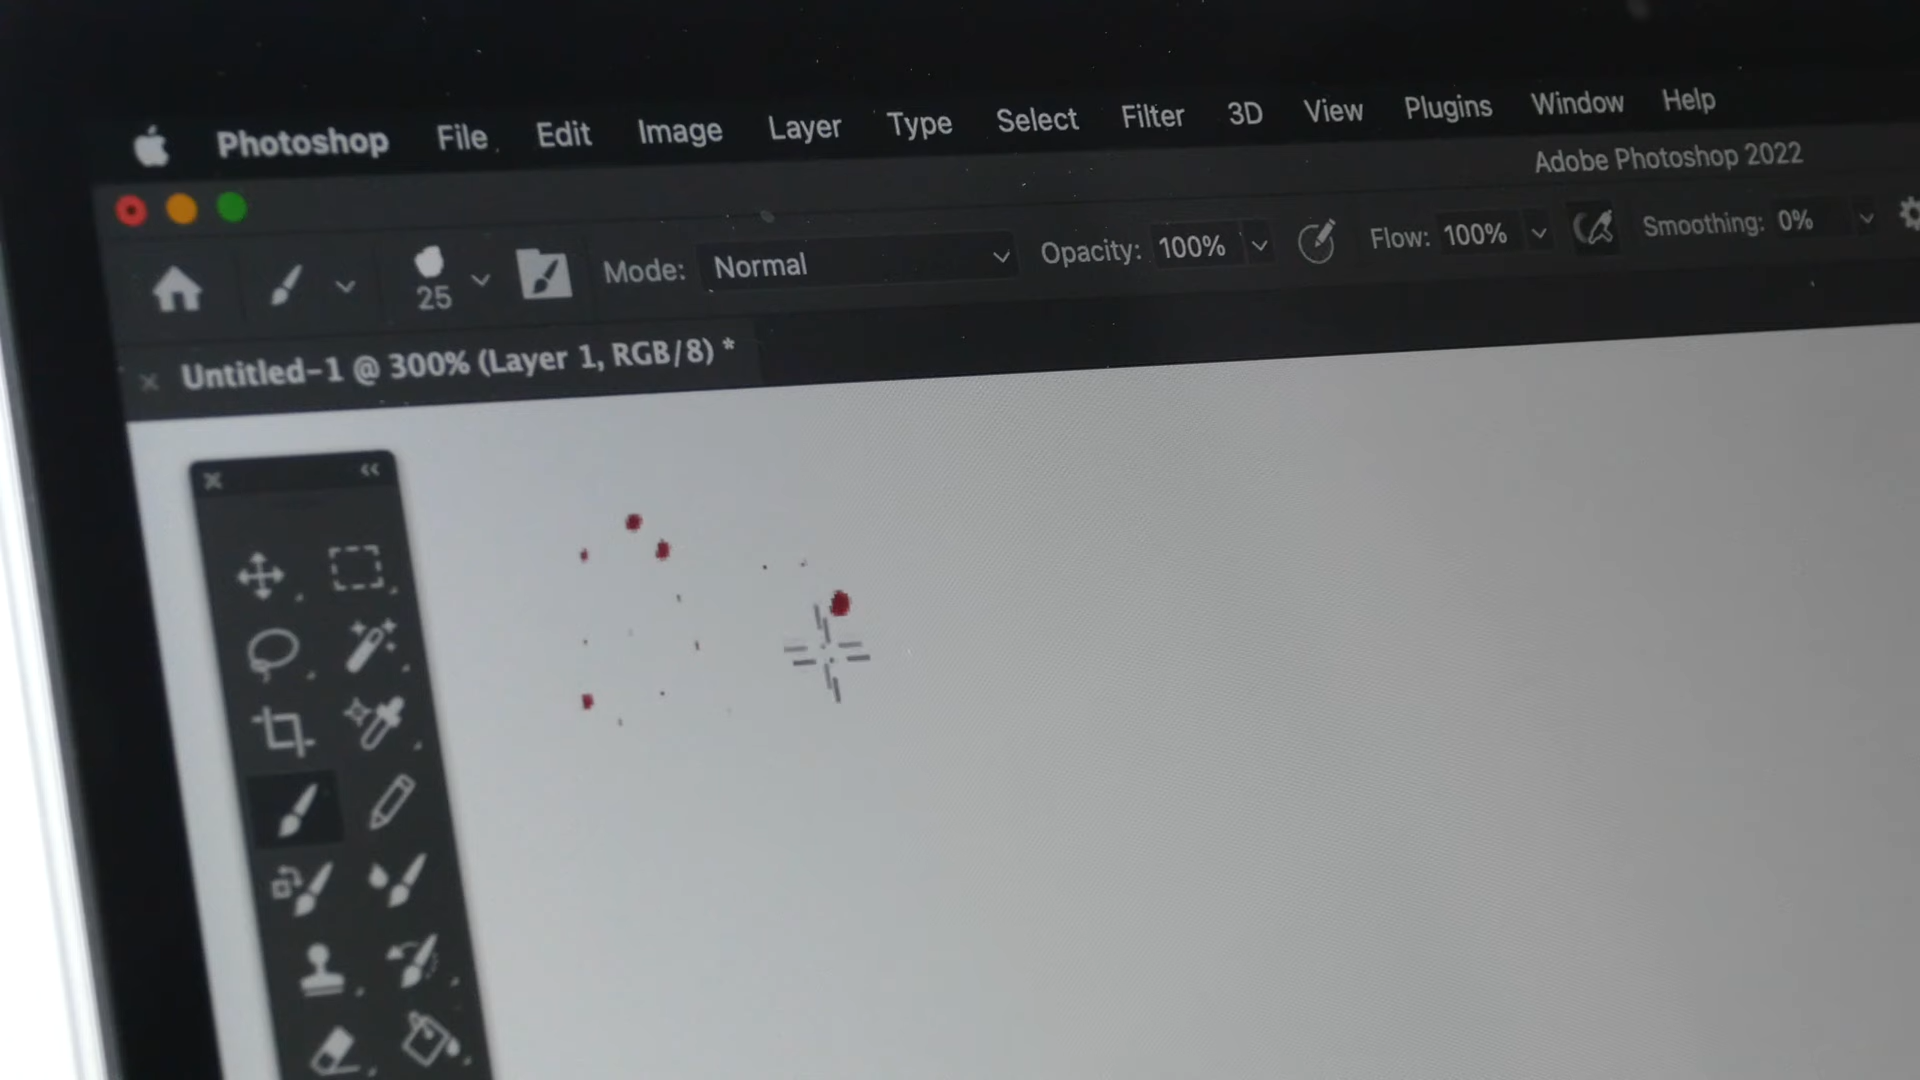 Photoshop File Edit Image Layer Type Select Filter 3D View Plugins Window Help
Adobe Photoshop 2022
25 Mode: Normal Opacity: 100% Flow: 100% Smoothing: 0%
Untitled-1 @ 300% (Layer 1, RGB/8) *